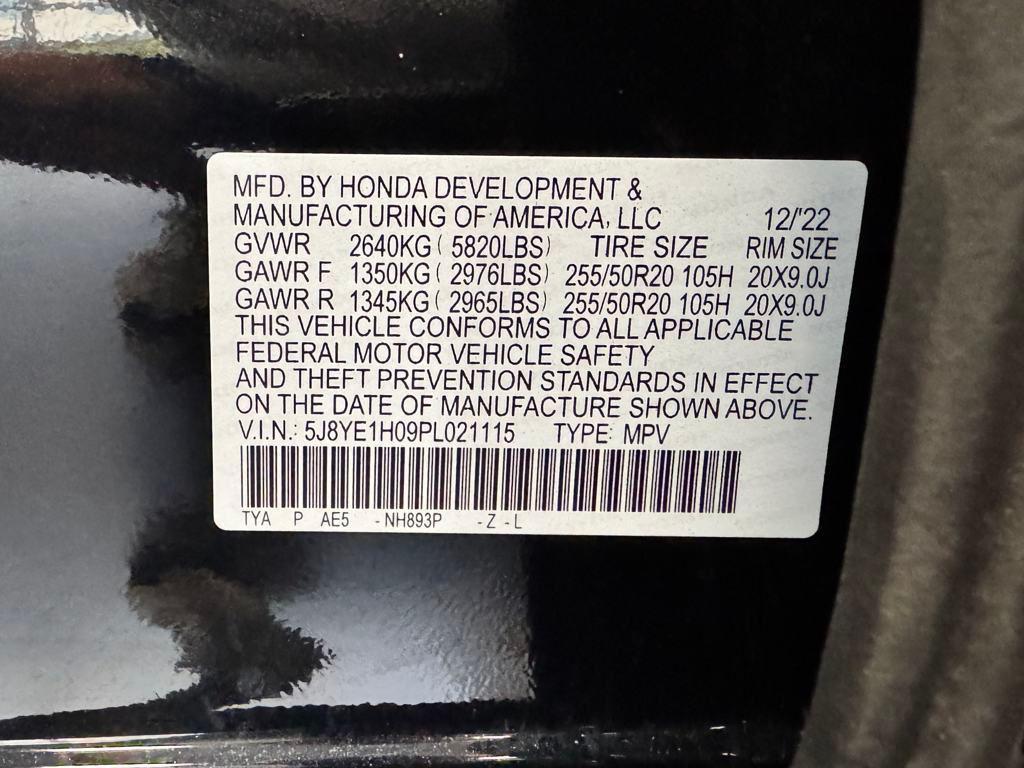 MFD. BY HONDA DEVELOPMENT &
MANUFACTURING OF AMERICA, LLC 12/'22
GVWR 2640KG ( 5820LBS) TIRE SIZE RIM SIZE
GAWR F 1350KG ( 2976LBS) 255/50R20 105H 20X9.0J
GAWR R 1345KG ( 2965LBS) 255/50R20 105H 20X9.0J
THIS VEHICLE CONFORMS TO ALL APPLICABLE
FEDERAL MOTOR VEHICLE SAFETY
AND THEFT PREVENTION STANDARDS IN EFFECT
ON THE DATE OF MANUFACTURE SHOWN ABOVE.
V.I.N.: 5J8YE1H09PL021115 TYPE: MPV
TYA P AE5 -NH893P -Z -L